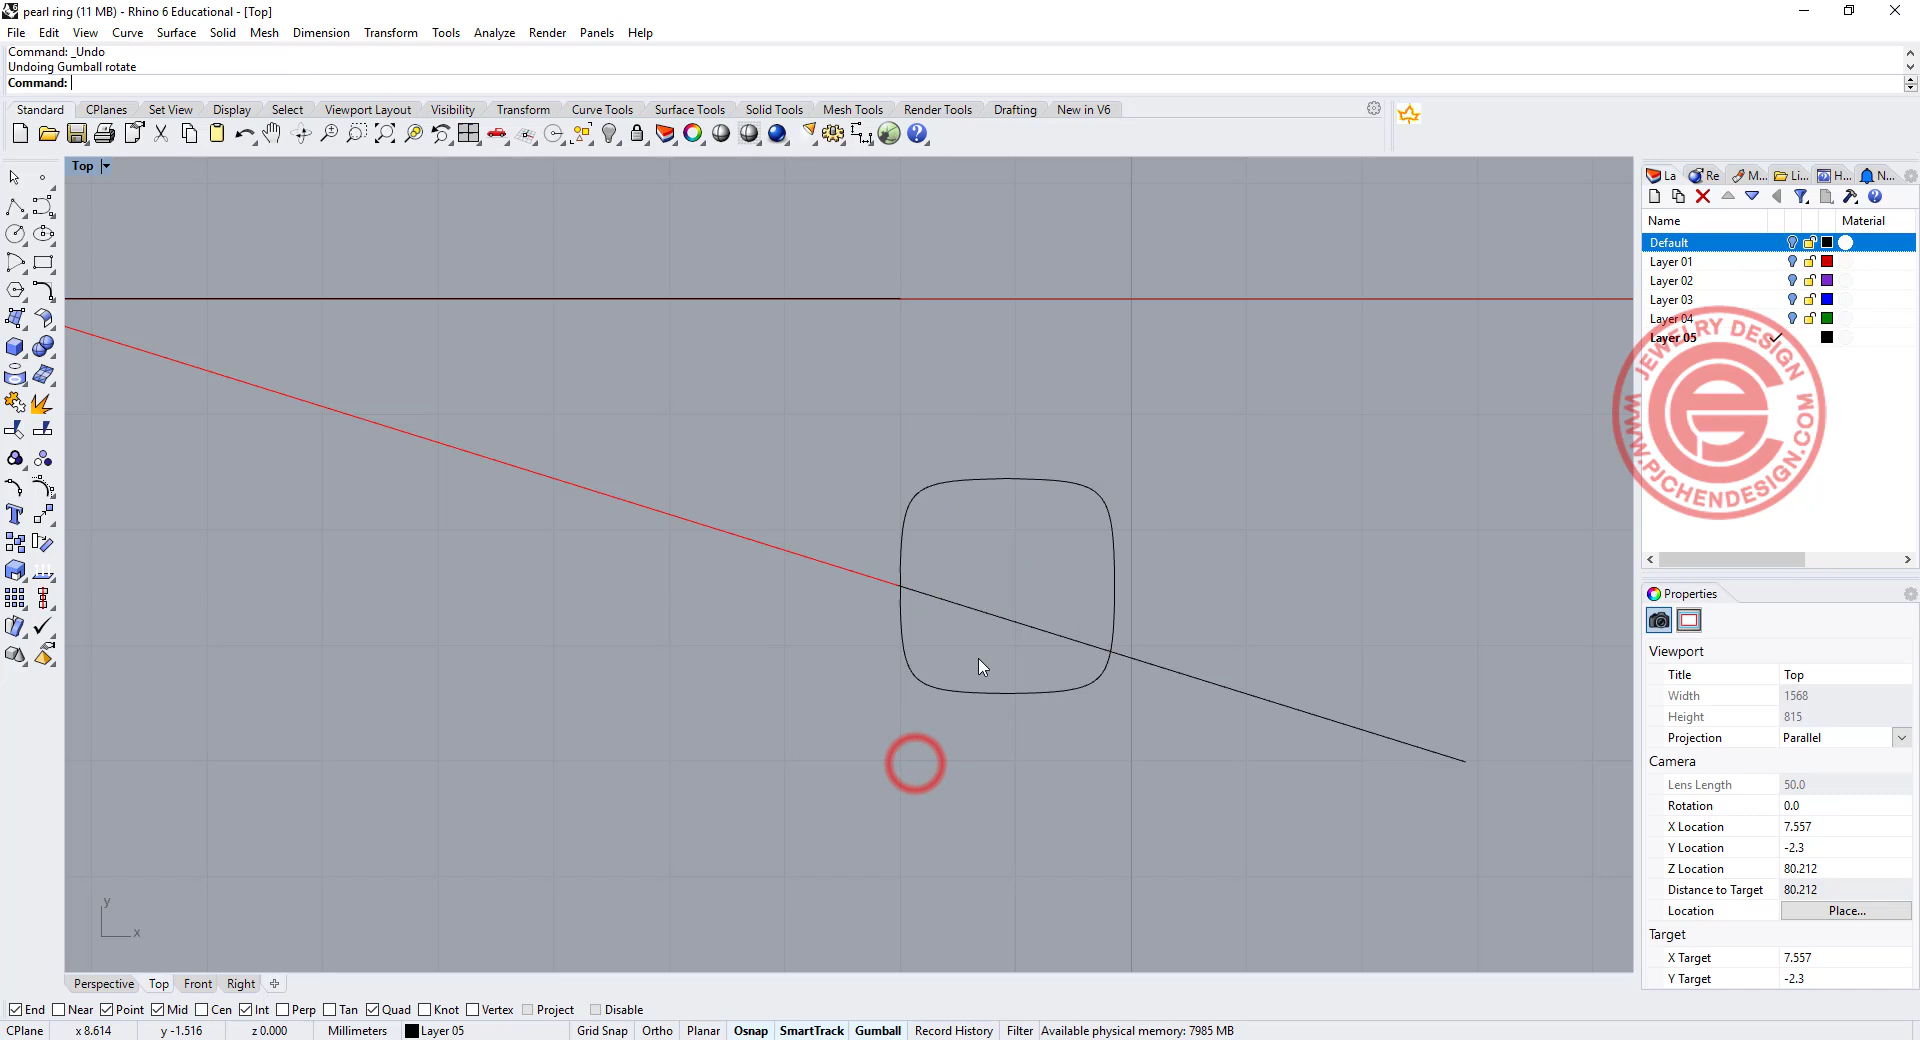 pearl ring (11 MB) - Rhino 6 Educational - [Top]
File Edit View Curve Surface Solid Mesh Dimension Transform Tools Analyze Render Panels Help
Command: _Undo
Undoing Gumball rotate
Command:
Standard CPlanes Set View Display Select Viewport Layout Visibility Transform Curve Tools Surface Tools Solid Tools Mesh Tools Render Tools Drafting New in V6
Top
La Re M... Li... H... N...
Name Material
Default
Layer 01
Layer 02
Layer 03
Layer 04
Layer 05
JEWELRY DESIGN
WWW.PJCHENDESIGN.COM
Properties
Viewport
Title Top
Width 1568
Height 815
Projection Parallel
Camera
Lens Length 50.0
Rotation 0.0
X Location 7.557
Y Location -2.3
Z Location 80.212
Distance to Target 80.212
Location Place...
Target
X Target 7.557
Y Target -2.3
y
x
Perspective Top Front Right
End Near Point Mid Cen Int Perp Tan Quad Knot Vertex Project Disable
CPlane x 8.614 y -1.516 z 0.000 Millimeters Layer 05 Grid Snap Ortho Planar Osnap SmartTrack Gumball Record History Filter Available physical memory: 7985 MB